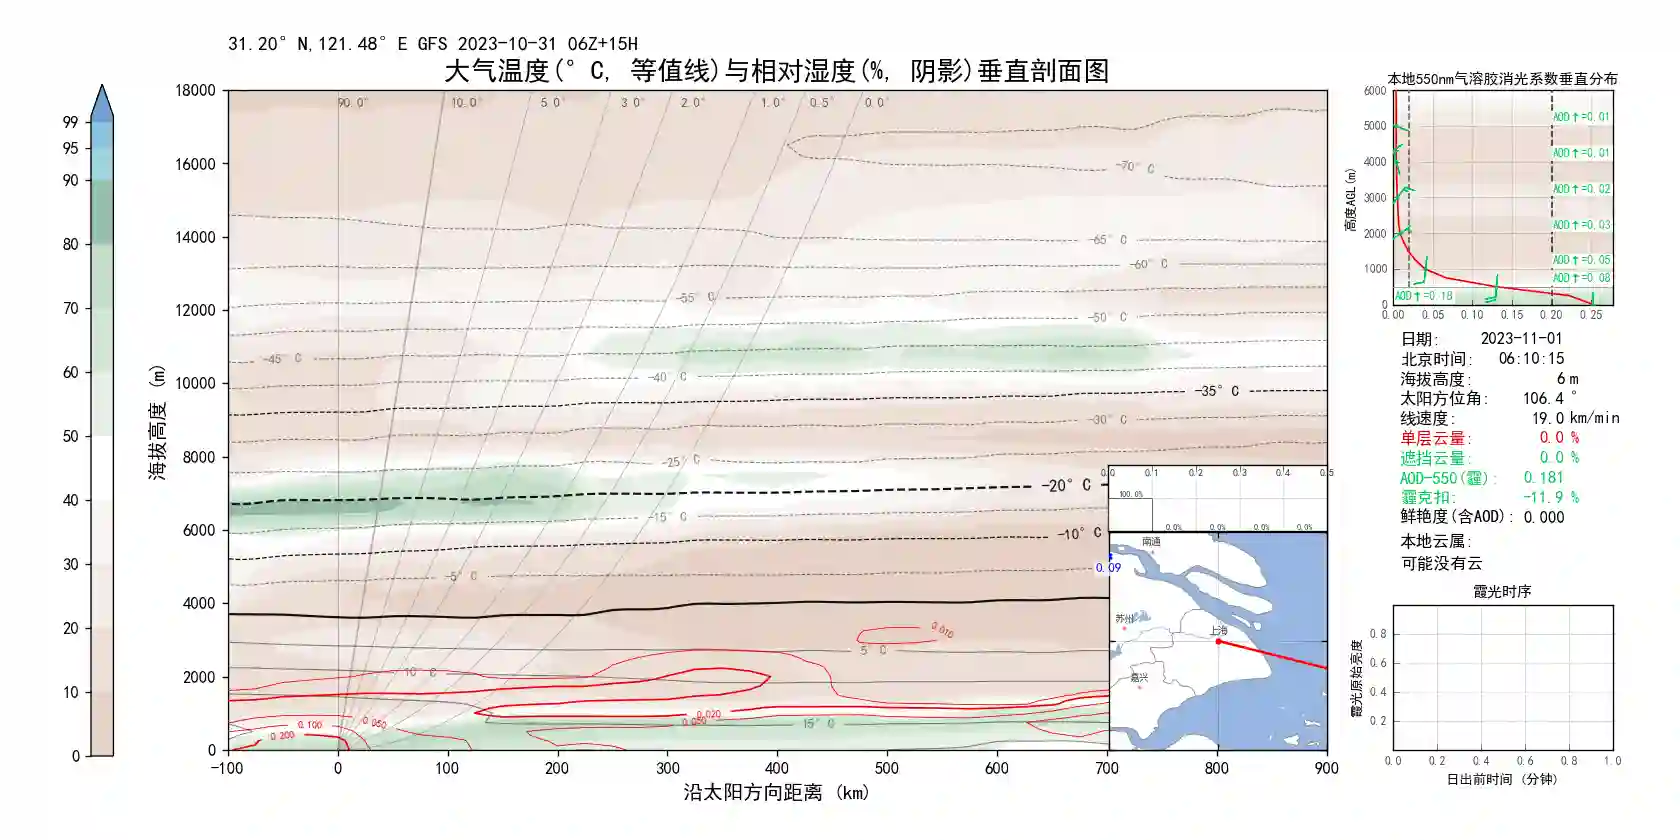 31.20° N,121.48° E GFS 2023-10-31 06Z+15H
大气温度(° C, 等值线)与相对湿度(%, 阴影)垂直剖面图
99
95
90
80
70
60
50
40
30
20
10
0
海拔高度 (m)
18000
16000
14000
12000
10000
8000
6000
4000
2000
0
90.0° 10.0° 5.0° 3.0° 2.0° 1.0° 0.5° 0.0°
-70° C
-65° C
-60° C
-55° C
-50° C
-45° C
-40° C
-35° C
-30° C
-25° C
-20° C
-15° C
-10° C
-5° C
5° C
10° C
15° C
0.010
0.020
0.050
0.050
0.100
0.200
-100 0 100 200 300 400 500 600 700 800 900
沿太阳方向距离 (km)
0.0 0.1 0.2 0.3 0.4 0.5
100.0%
0.0% 0.0% 0.0% 0.0%
0.09
南通
苏州
上海
嘉兴
本地550nm气溶胶消光系数垂直分布
高度AGL(m)
6000
5000
4000
3000
2000
1000
0
AOD↑=0.01
AOD↑=0.01
AOD↑=0.02
AOD↑=0.03
AOD↑=0.05
AOD↑=0.08
AOD↑=0.18
0.00 0.05 0.10 0.15 0.20 0.25
日期: 2023-11-01
北京时间: 06:10:15
海拔高度: 6 m
太阳方位角: 106.4 °
线速度: 19.0 km/min
单层云量: 0.0 %
遮挡云量: 0.0 %
AOD-550(霾): 0.181
霾克扣: -11.9 %
鲜艳度(含AOD): 0.000
本地云属:
可能没有云
霞光时序
霞光原始亮度
0.8
0.6
0.4
0.2
0.0 0.2 0.4 0.6 0.8 1.0
日出前时间 (分钟)